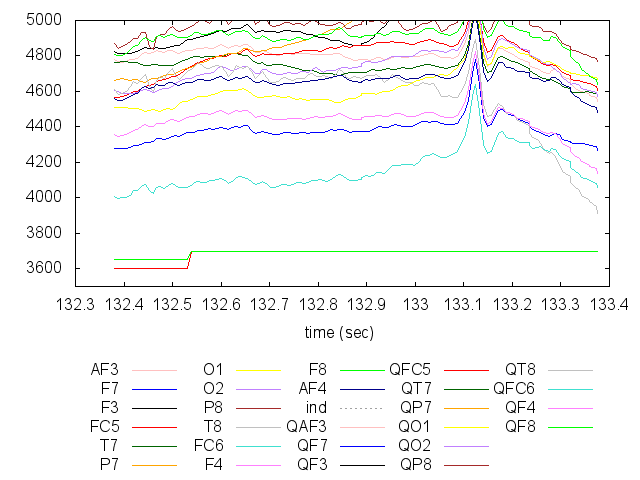 5000
4800
4600
4400
4200
4000
3800
3600
132.3 132.4 132.5 132.6 132.7 132.8 132.9 133 133.1 133.2 133.3 133.4
time (sec)
AF3 O1 F8 QFC5 QT8
F7 O2 AF4 QT7 QFC6
F3 P8 ind QP7 QF4
FC5 T8 QAF3 QO1 QF8
T7 FC6 QF7 QO2
P7 F4 QF3 QP8